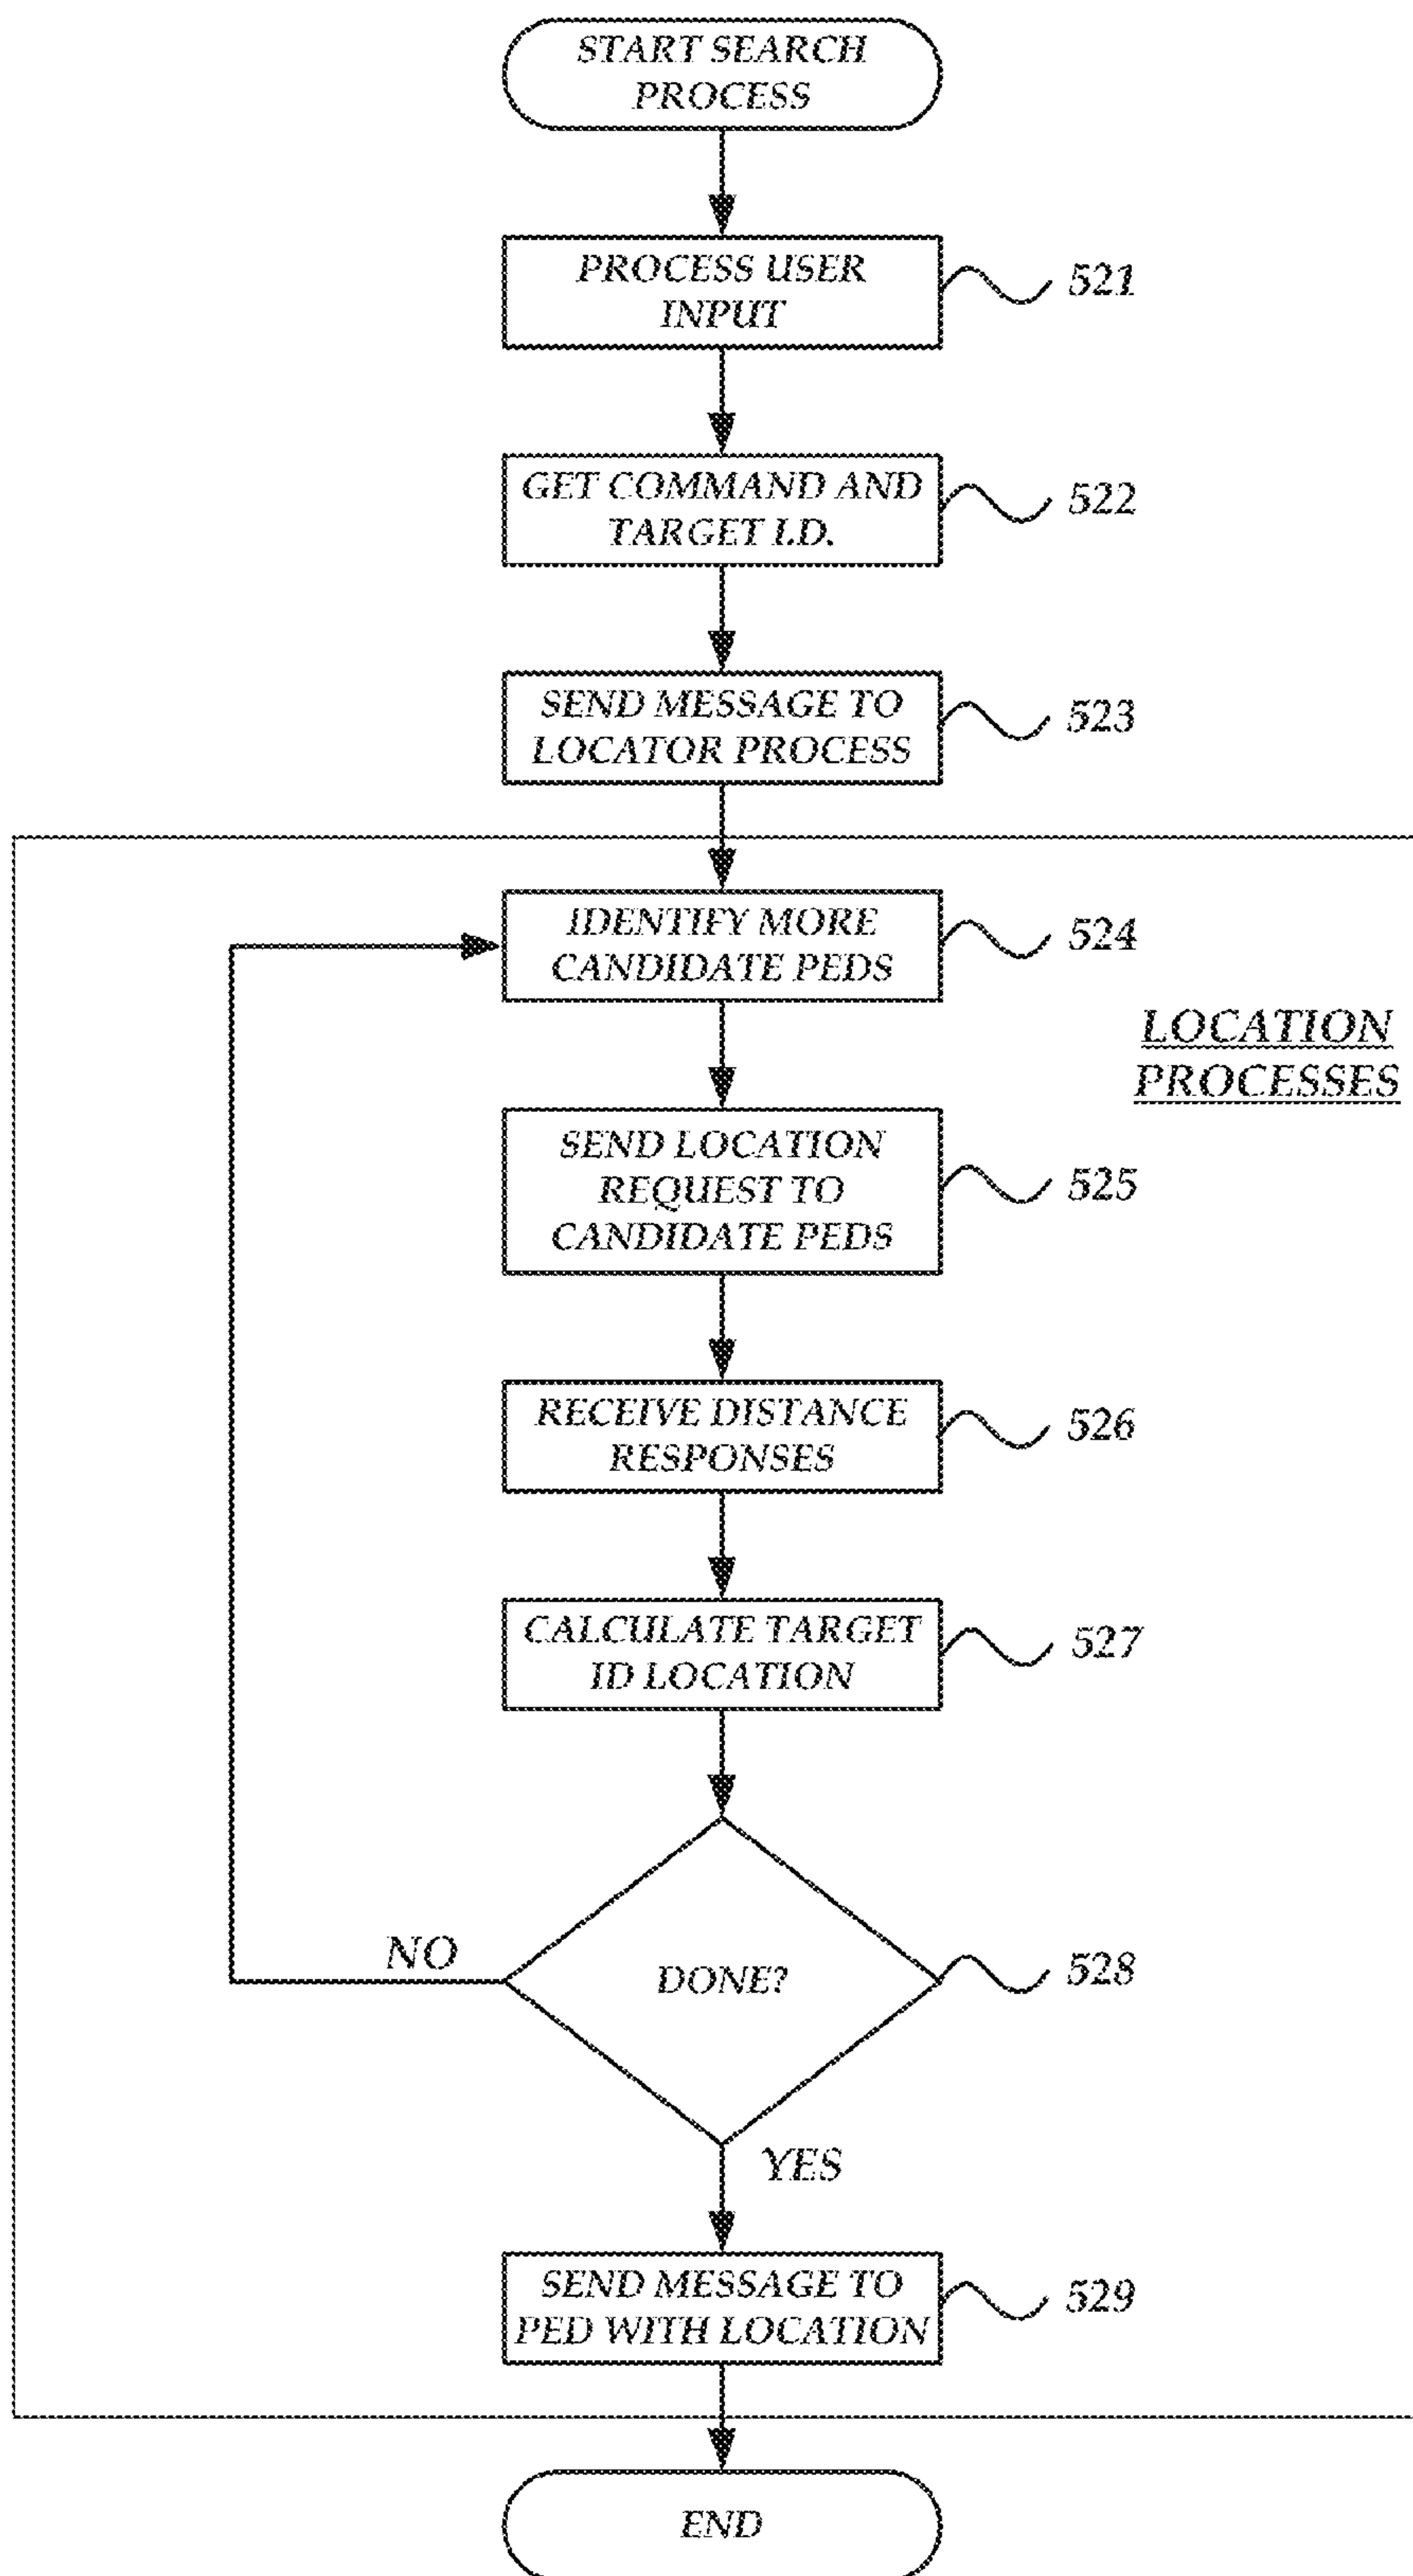 START SEARCH
PROCESS
PROCESS USER
INPUT
521
GET COMMAND AND
TARGET I.D.
522
SEND MESSAGE TO
LOCATOR PROCESS
523
IDENTIFY MORE
CANDIDATE PEDS
524
LOCATION
PROCESSES
SEND LOCATION
REQUEST TO
CANDIDATE PEDS
525
RECEIVE DISTANCE
RESPONSES
526
CALCULATE TARGET
ID LOCATION
527
NO
DONE?
528
YES
SEND MESSAGE TO
PED WITH LOCATION
529
END